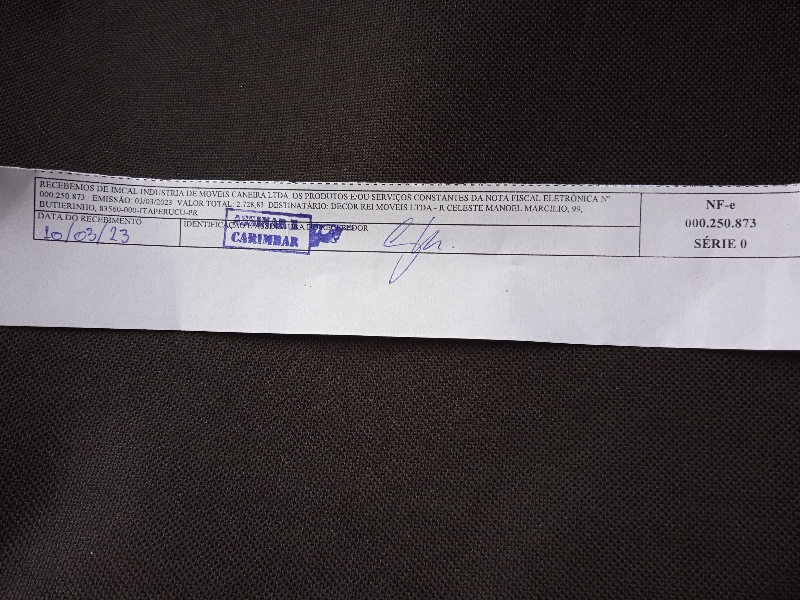 RECEBEMOS DE IMCAL INDUSTRIA DE MOVEIS CANEIRA LTDA, OS PRODUTOS E/OU SERVIÇOS CONSTANTES DA NOTA FISCAL ELETRÔNICA Nº
000.250.873. EMISSÃO: 01/03/2023 VALOR TOTAL: 2.728,83 DESTINATÁRIO: DECOR REI MOVEIS LTDA - R CELESTE MANOEL MARCILIO, 99,
BUTIERINHO, 83560-000-ITAPERUCU-PR
DATA DO RECEBIMENTO
10/03/23
IDENTIFICAÇÃO E ASSINATURA DO RECEBEDOR
ASSINAR E
CARIMBAR
NF-e
000.250.873
SÉRIE 0